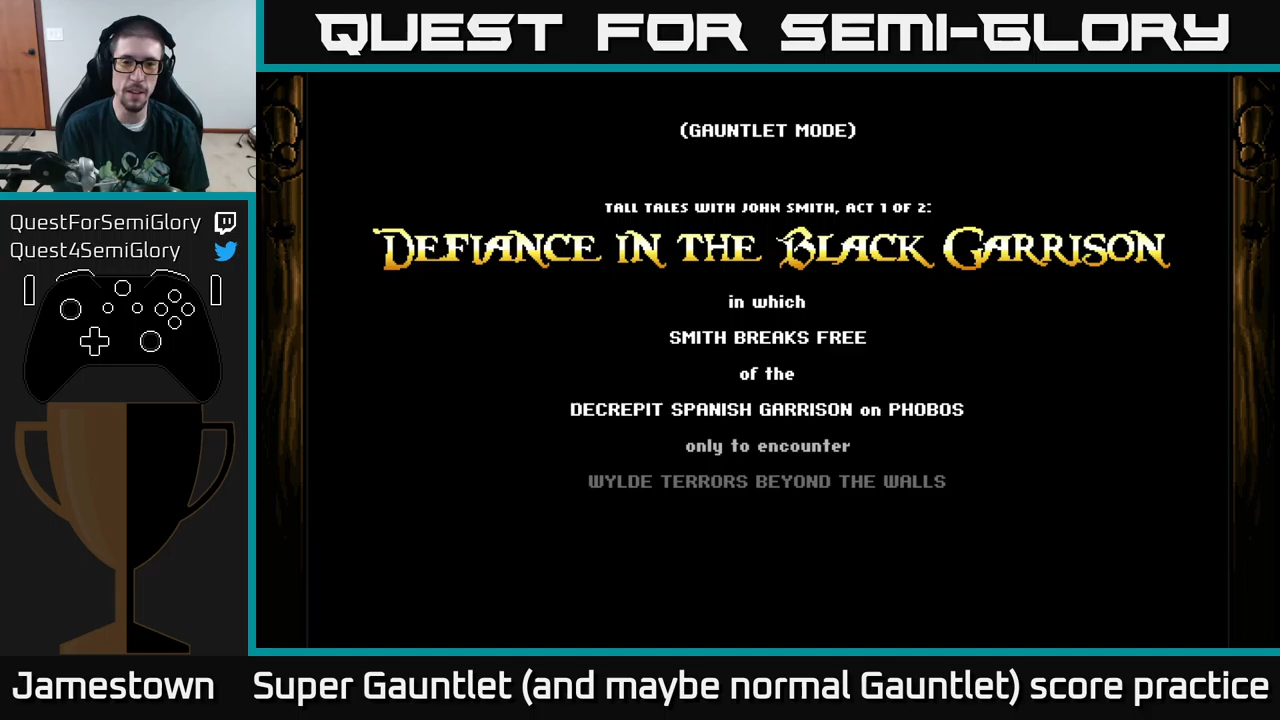 QUEST FOR SEMI-GLORY
(GAUNTLET MODE)
TALL TALES WITH JOHN SMITH, ACT 1 OF 2:
DEFIANCE IN THE BLACK GARRISON
in which
SMITH BREAKS FREE
of the
DECREPIT SPANISH GARRISON on PHOBOS
only to encounter
WYLDE TERRORS BEYOND THE WALLS
QuestForSemiGlory
Quest4SemiGlory
Jamestown Super Gauntlet (and maybe normal Gauntlet) score practice